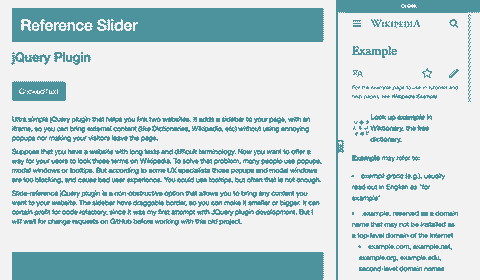 Reference Slider
jQuery Plugin
Ultra simple jQuery plugin that helps you link two websites. It adds a sidebar to your page, with an
iframe, so you can bring external content (like Dictionaries, Wikipedia, etc) without using annoying
popups nor making your visitors leave the page.
Suppose that you have a website with long texts and difficult terminology. Now you want to offer a
way for your users to look those terms on Wikipedia. To solve that problem, many people use popups,
modal windows or tooltips. But according to some UX specialists those popups and modal windows
are too blocking, and cause bad user experience. You could use tooltips, but often that is not enough.
Slide-reference jQuery plugin is a non obstructive option that allows you to bring any content you
want to your website. The sidebar have draggable border, so you can make it smaller or bigger. It can
contain profit for code refactory, since it was my first attempt with JQuery plugin development. But I
will wait for change requests on GitHub before working with this old project.
WIKIPEDIA
Example
For the example page to use in tutorials and
help pages, see Wikipedia:Example.
Look up example in
Wiktionary, the free
dictionary.
Example may refer to:
exempli gratia (e.g.), usually
read out in English as "for
example"
.example, reserved as a domain
name that may not be installed as
a top-level domain of the Internet
example.com, example.net,
example.org, example.edu,
second-level domain names